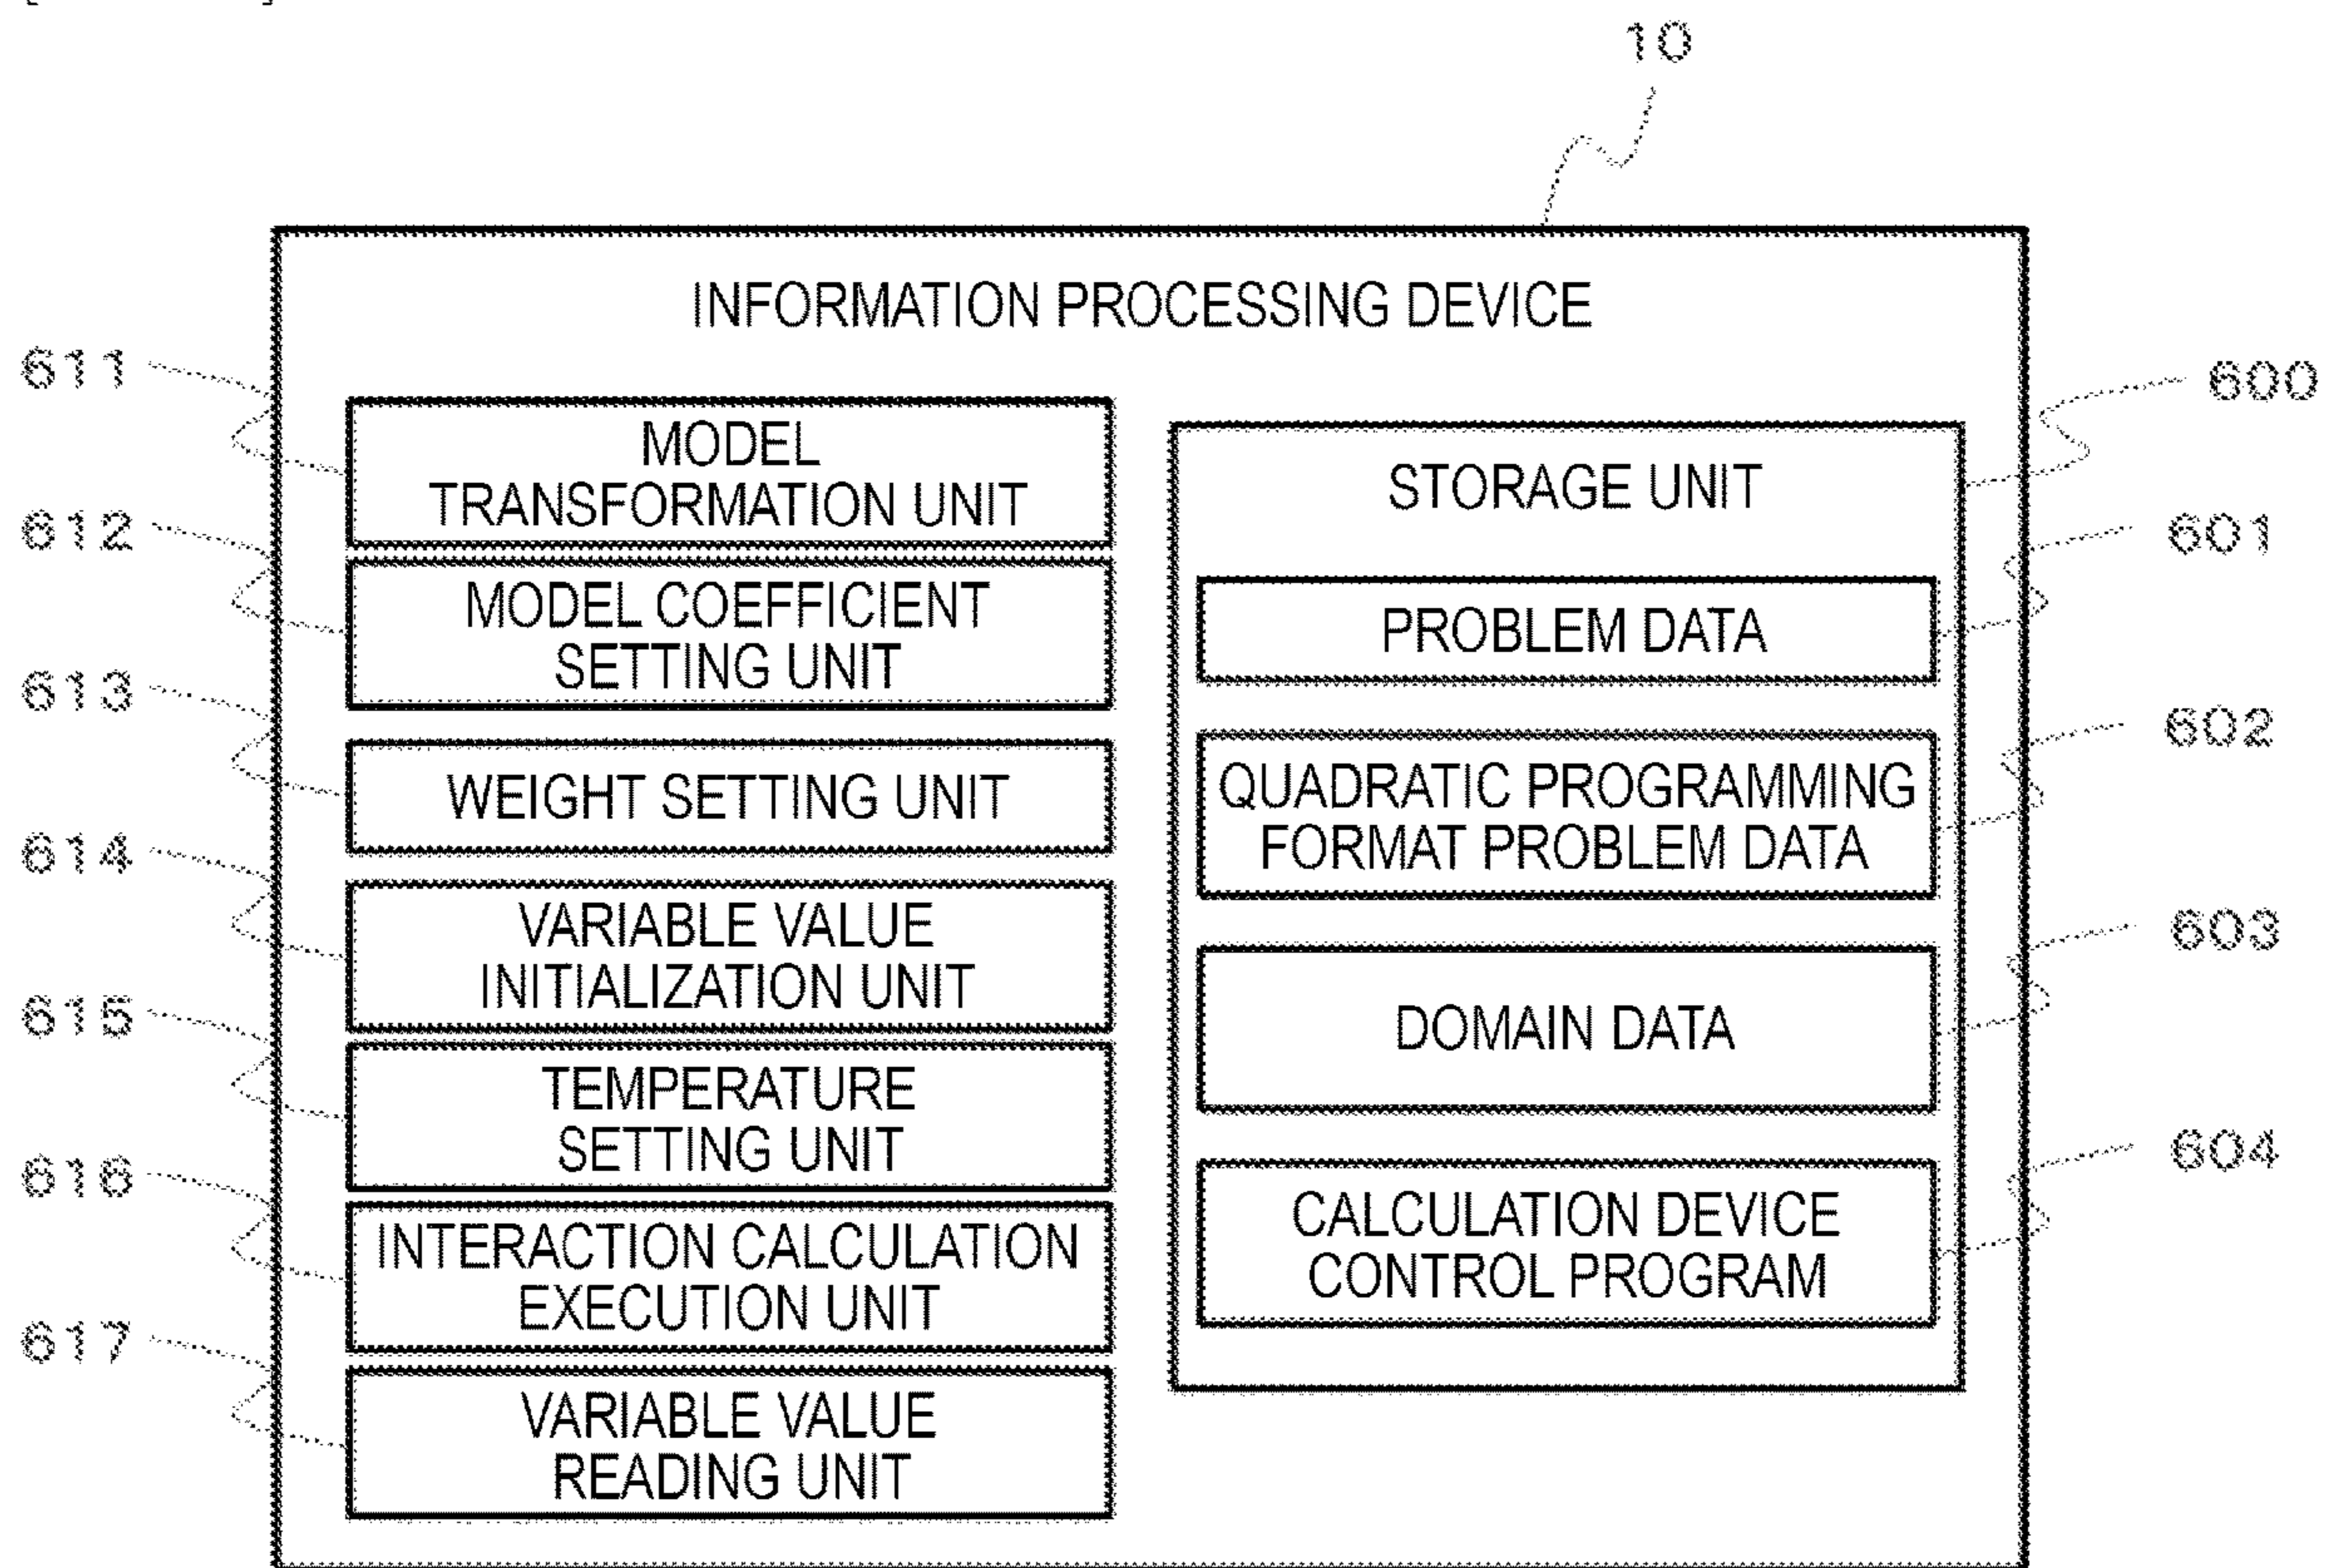 10
INFORMATION PROCESSING DEVICE
611
MODEL
TRANSFORMATION UNIT
612
MODEL COEFFICIENT
SETTING UNIT
613
WEIGHT SETTING UNIT
614
VARIABLE VALUE
INITIALIZATION UNIT
615
TEMPERATURE
SETTING UNIT
616
INTERACTION CALCULATION
EXECUTION UNIT
617
VARIABLE VALUE
READING UNIT
600
STORAGE UNIT
601
PROBLEM DATA
602
QUADRATIC PROGRAMMING
FORMAT PROBLEM DATA
603
DOMAIN DATA
604
CALCULATION DEVICE
CONTROL PROGRAM